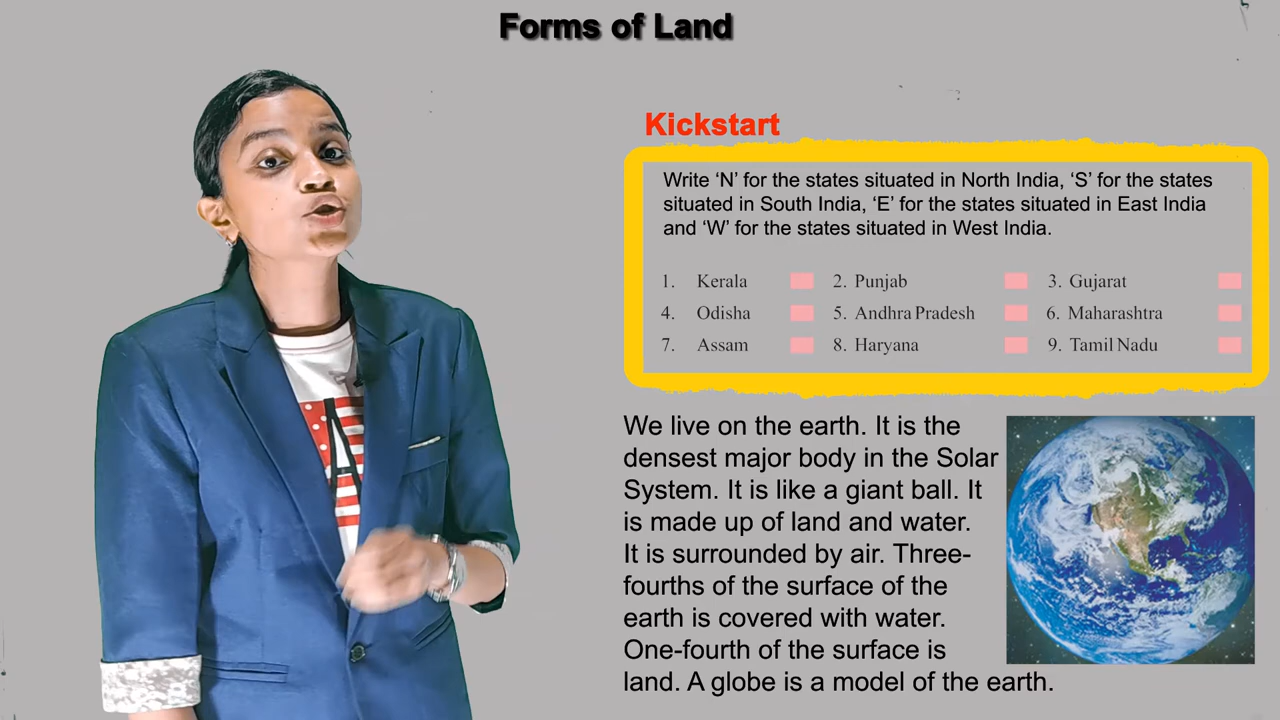 Forms of Land
Kickstart
Write ‘N’ for the states situated in North India, ‘S’ for the states
situated in South India, ‘E’ for the states situated in East India
and ‘W’ for the states situated in West India.
1. Kerala 2. Punjab 3. Gujarat
4. Odisha 5. Andhra Pradesh 6. Maharashtra
7. Assam 8. Haryana 9. Tamil Nadu
We live on the earth. It is the
densest major body in the Solar
System. It is like a giant ball. It
is made up of land and water.
It is surrounded by air. Three-
fourths of the surface of the
earth is covered with water.
One-fourth of the surface is
land. A globe is a model of the earth.
A